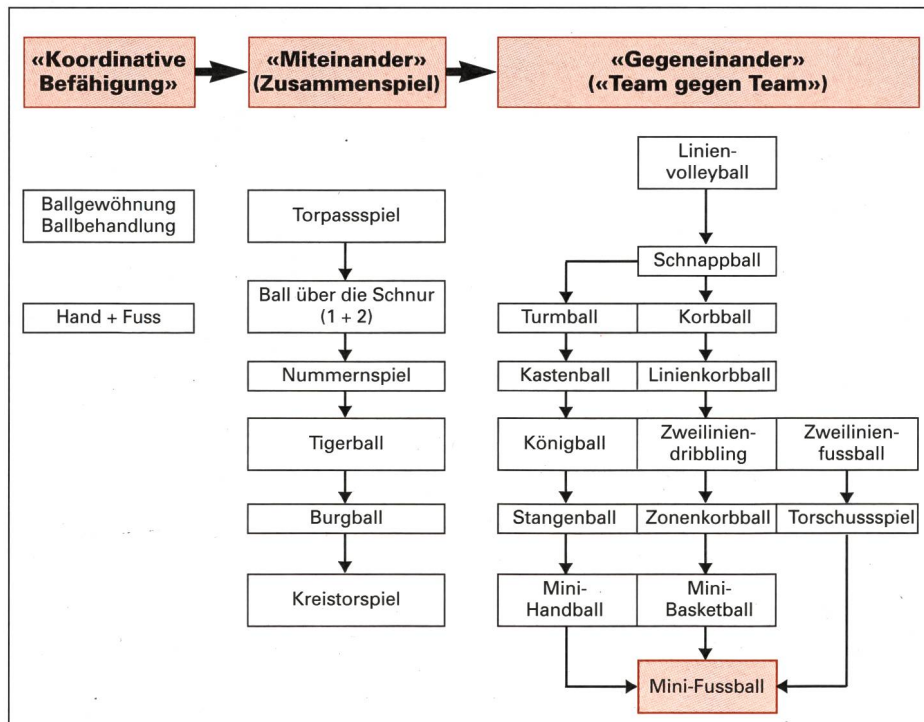 «Koordinative
Befähigung»
«Miteinander»
(Zusammenspiel)
«Gegeneinander»
(«Team gegen Team»)
Ballgewöhnung
Ballbehandlung
Hand + Fuss
Torpassspiel
Ball über die Schnur
(1 + 2)
Nummernspiel
Tigerball
Burgball
Kreistorspiel
Linien-
volleyball
Schnappball
Turmball
Korbball
Kastenball
Linienkorbball
Königball
Zweilinien-
dribbling
Zweilinien-
fussball
Stangenball
Zonenkorbball
Torschussspiel
Mini-
Handball
Mini-
Basketball
Mini-Fussball